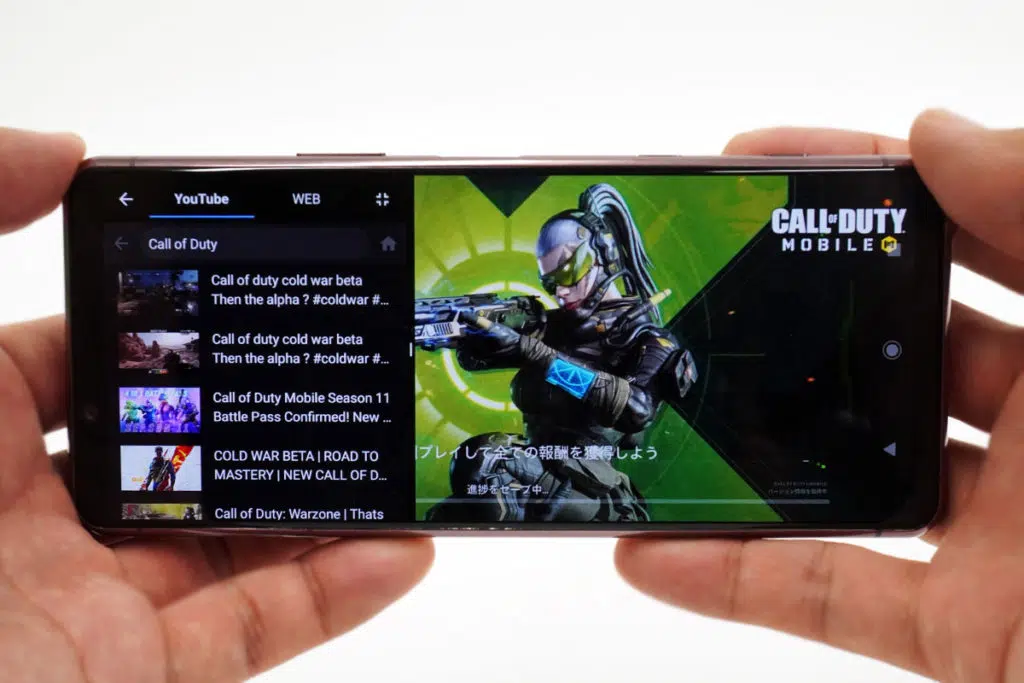 YouTube
WEB
Call of Duty
Call of duty cold war beta
Then the alpha ? #coldwar #...
Call of duty cold war beta
Then the alpha ? #coldwar #...
Call of Duty Mobile Season 11
Battle Pass Confirmed! New ...
COLD WAR BETA | ROAD TO
MASTERY | NEW CALL OF D...
Call of Duty: Warzone | Thats
CALL OF DUTY
MOBILE
プレイして全ての報酬を獲得しよう
進捗をセーブ中...